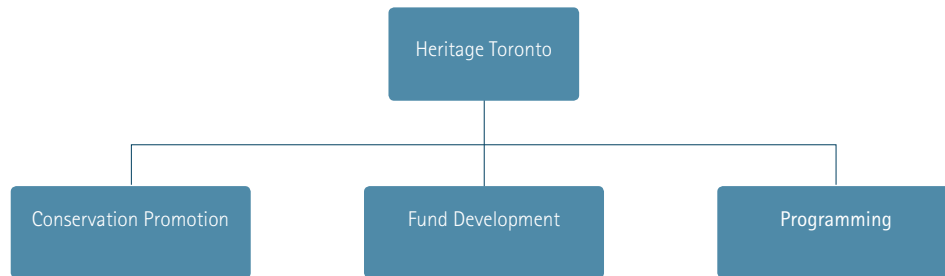 Heritage Toronto
Conservation Promotion
Fund Development
Programming